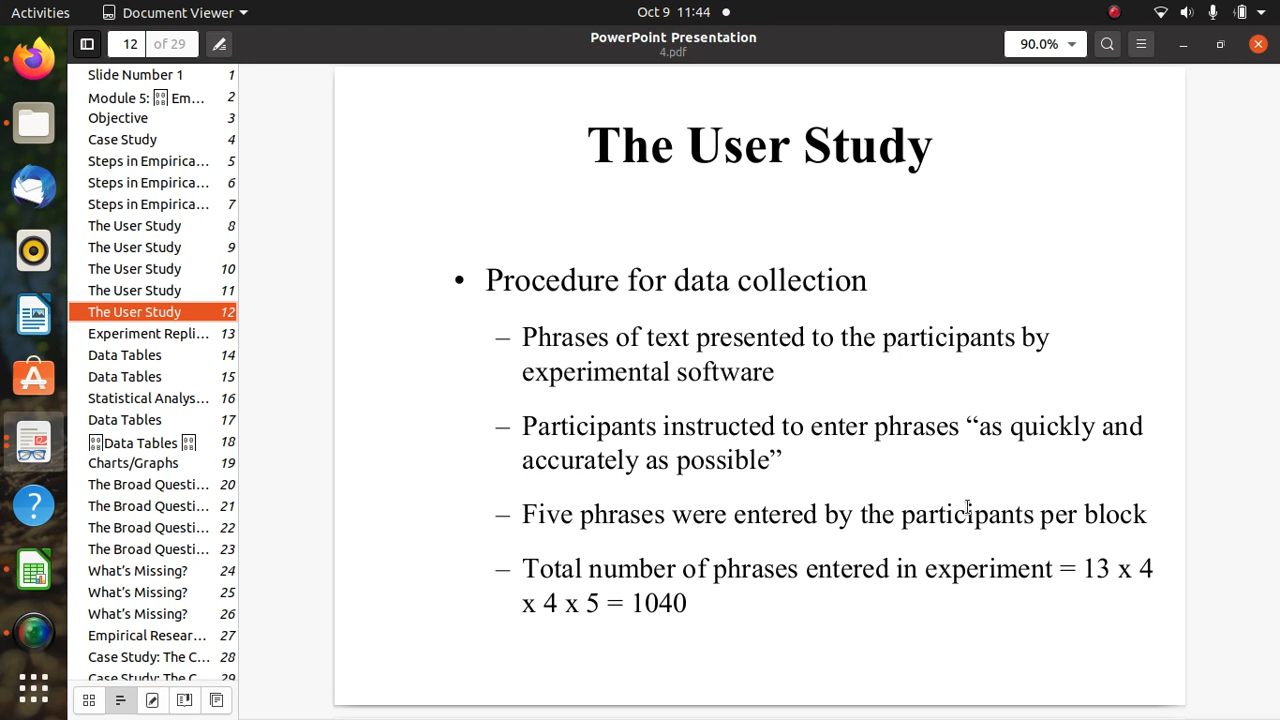 Activities
Document Viewer
Oct 9 11:44
12 of 29
PowerPoint Presentation
4.pdf
90.0%
Slide Number 1 1
Module 5: Em... 2
Objective 3
Case Study 4
Steps in Empirica... 5
Steps in Empirica... 6
Steps in Empirica... 7
The User Study 8
The User Study 9
The User Study 10
The User Study 11
The User Study 12
Experiment Repli... 13
Data Tables 14
Data Tables 15
Statistical Analys... 16
Data Tables 17
Data Tables 18
Charts/Graphs 19
The Broad Questi... 20
The Broad Questi... 21
The Broad Questi... 22
The Broad Questi... 23
What's Missing? 24
What's Missing? 25
What's Missing? 26
Empirical Resear... 27
Case Study: The C... 28
Case Study: The C... 29
The User Study
• Procedure for data collection
– Phrases of text presented to the participants by
experimental software
– Participants instructed to enter phrases “as quickly and
accurately as possible”
– Five phrases were entered by the participants per block
– Total number of phrases entered in experiment = 13 x 4
x 4 x 5 = 1040